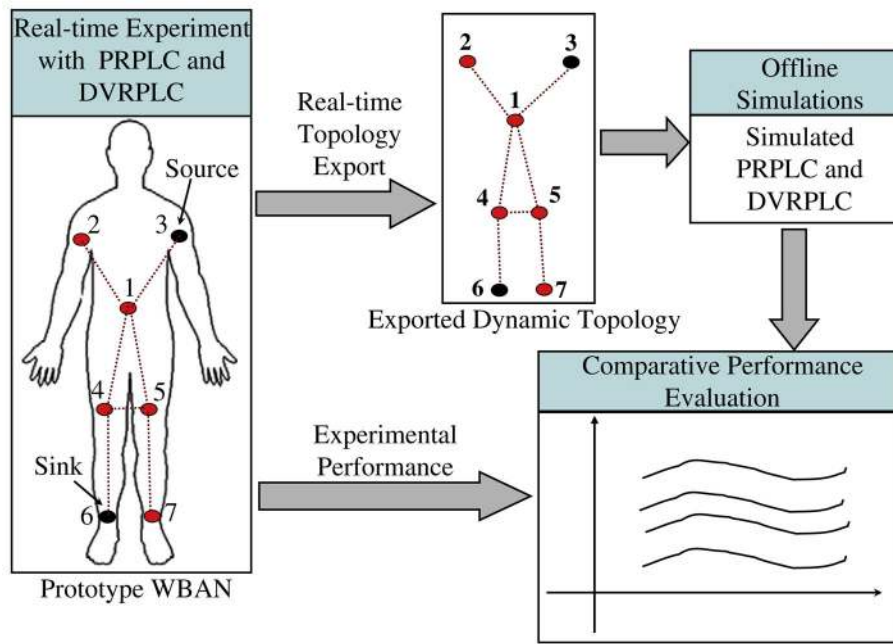 Real-time Experiment
with PRPLC and
DVRPLC
Source
2
3
1
4
5
Sink
6
7
Prototype WBAN
Real-time
Topology
Export
2
3
1
4
5
6
7
Exported Dynamic Topology
Offline
Simulations
Simulated
PRPLC and
DVRPLC
Experimental
Performance
Comparative Performance
Evaluation